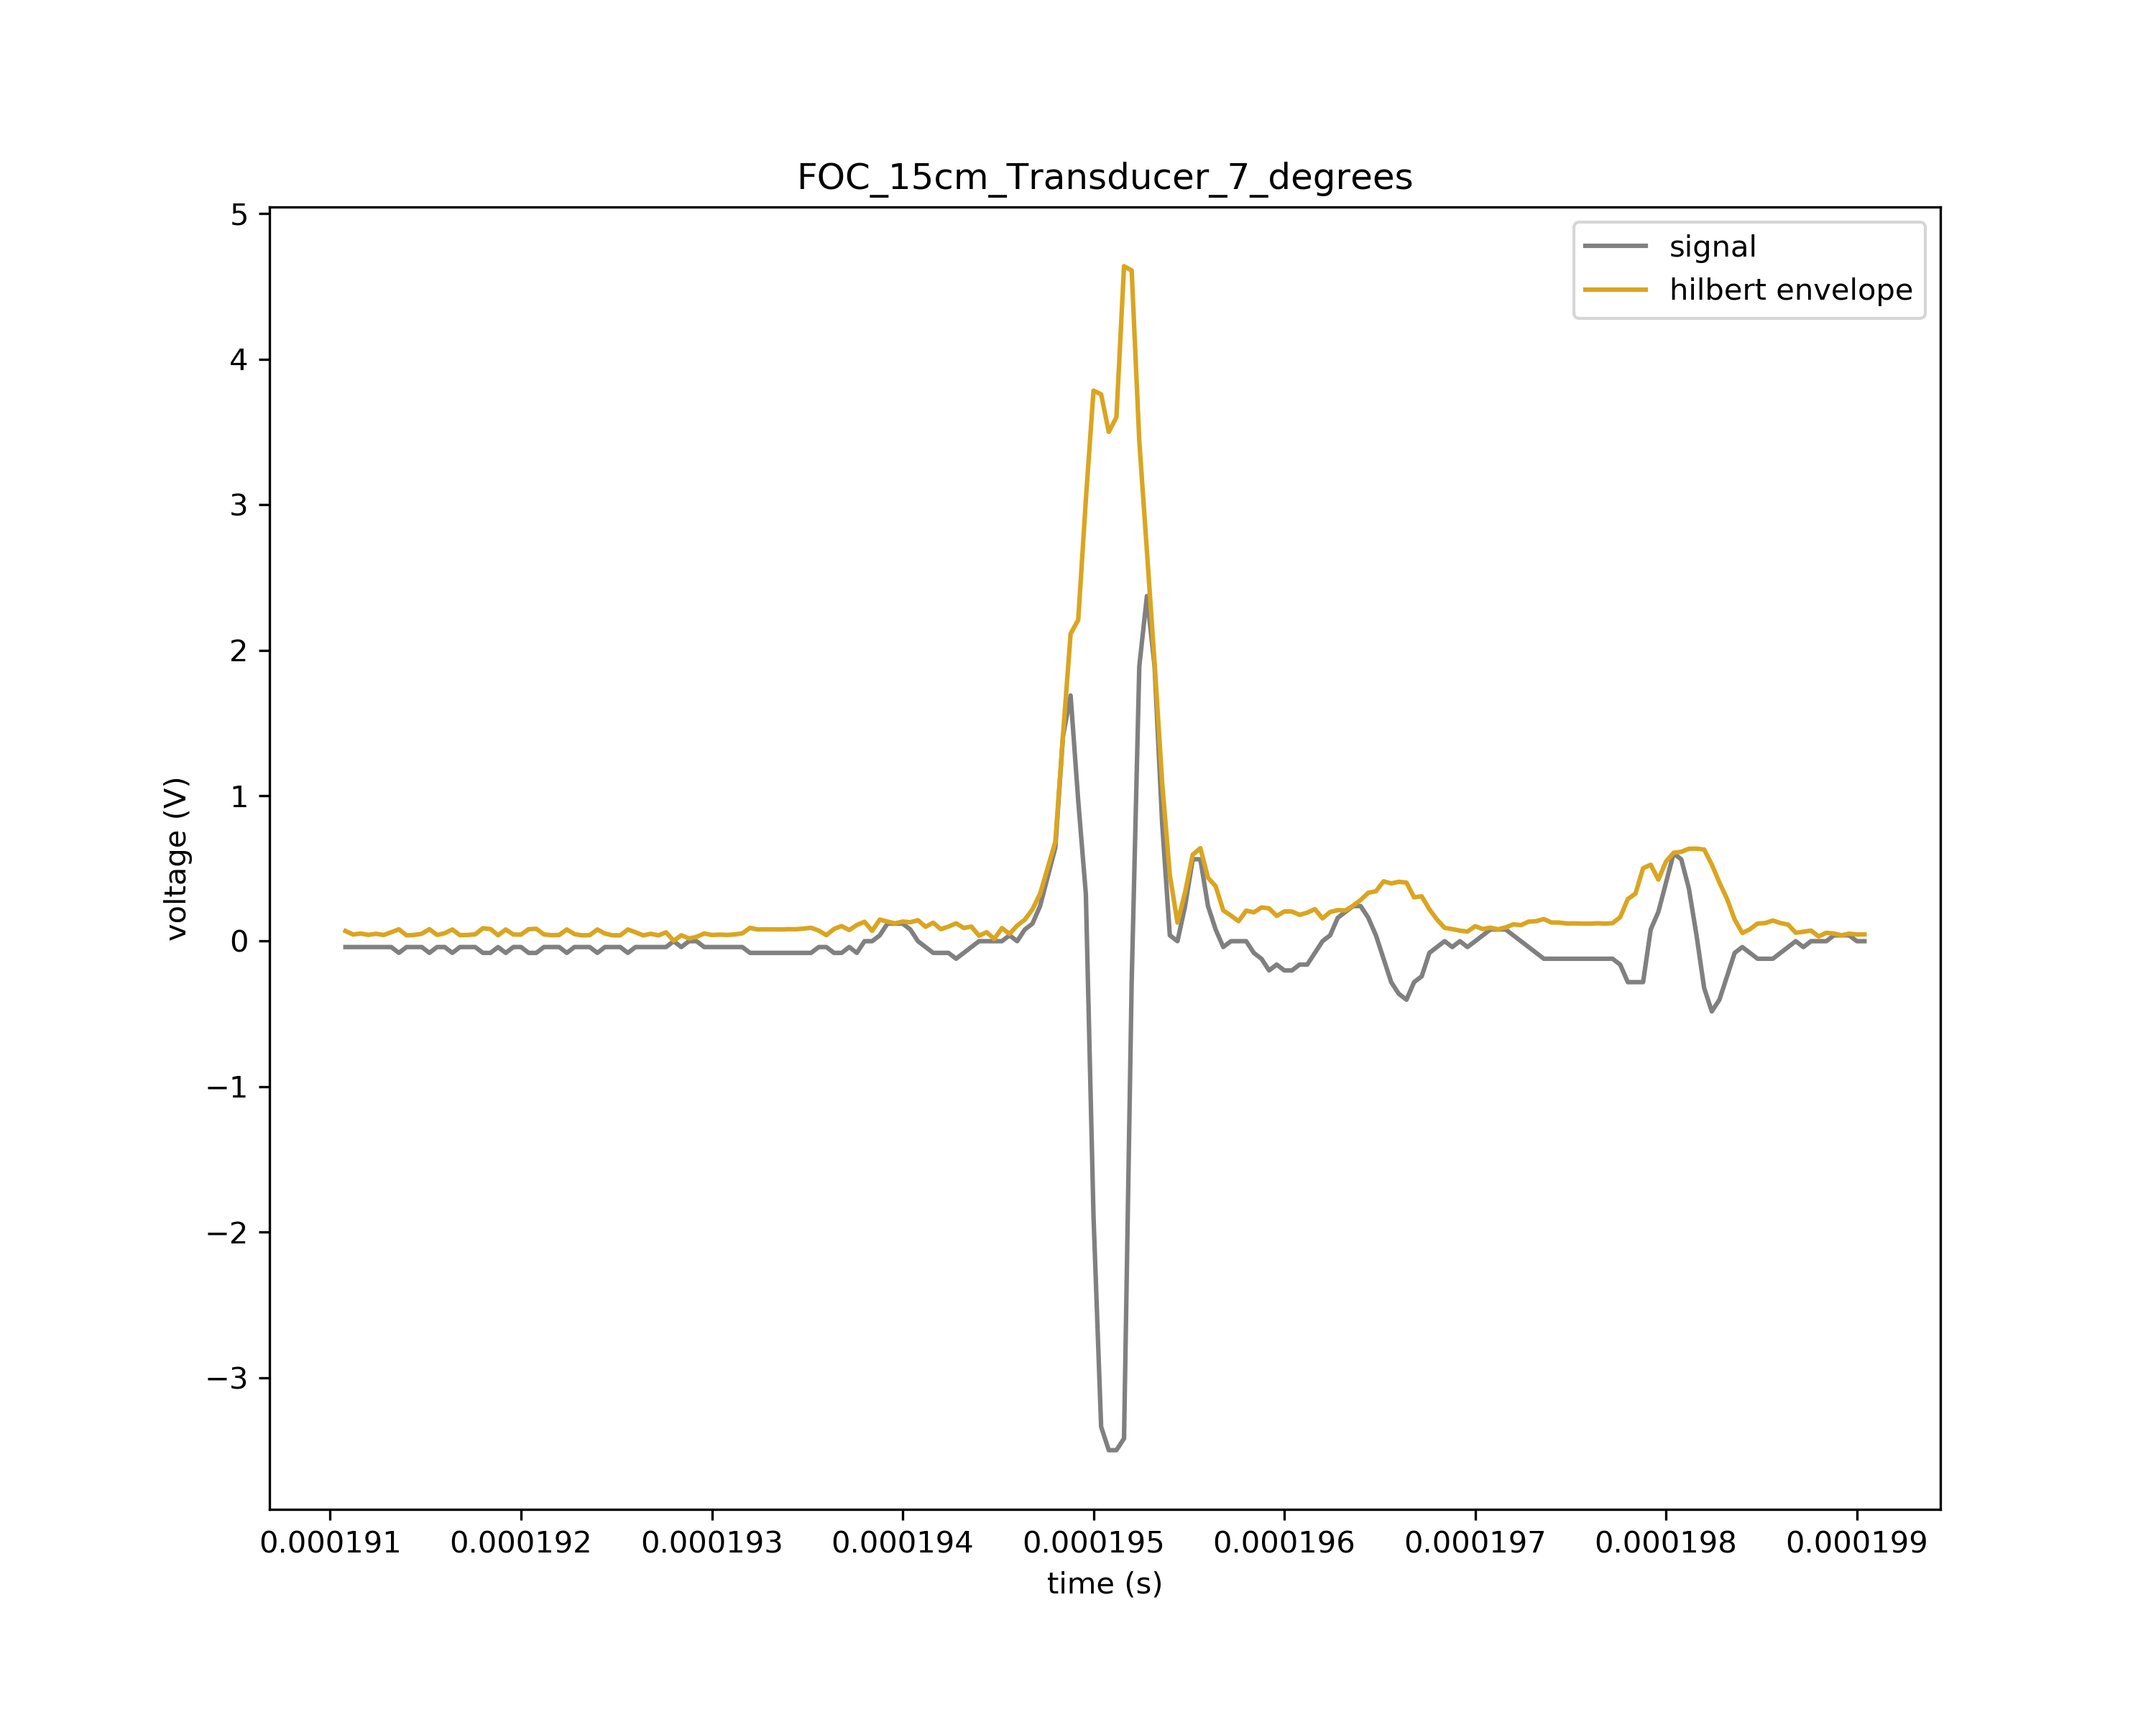 FOC_15cm_Transducer_7_degrees
signal
hilbert envelope
5
4
3
2
1
0
−1
−2
−3
voltage (V)
0.000191 0.000192 0.000193 0.000194 0.000195 0.000196 0.000197 0.000198 0.000199
time (s)